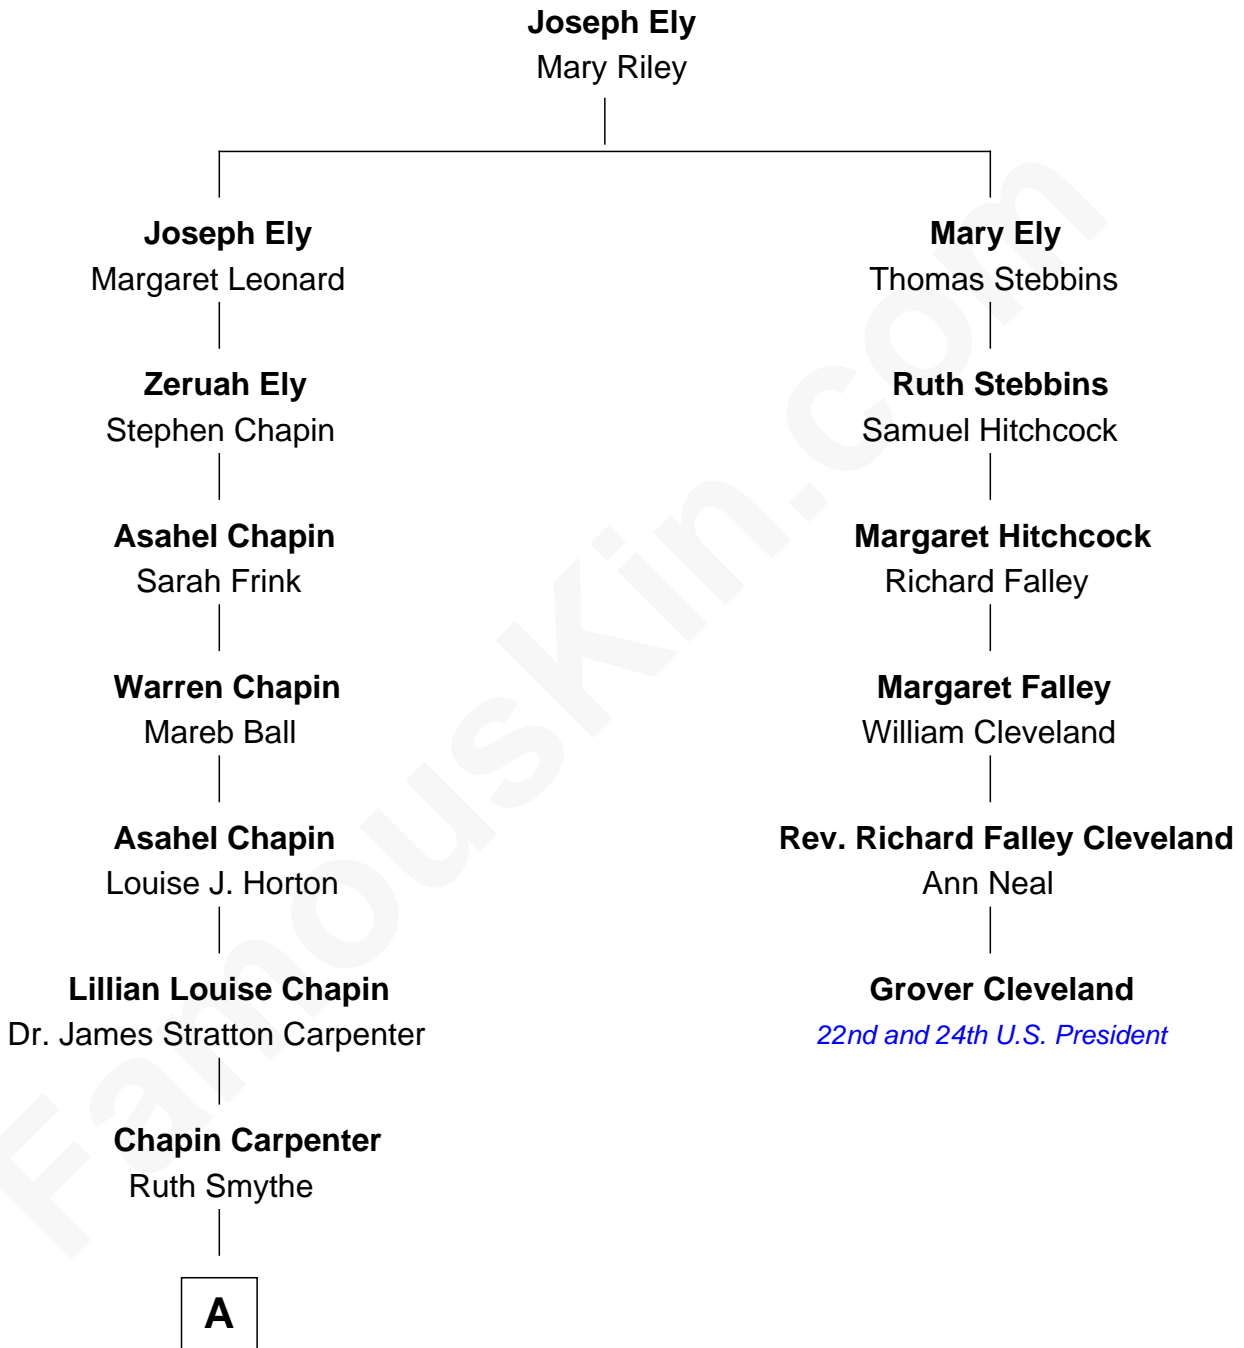 Joseph Ely
Mary Riley
Joseph Ely
Margaret Leonard
Mary Ely
Thomas Stebbins
Zeruah Ely
Stephen Chapin
Ruth Stebbins
Samuel Hitchcock
Asahel Chapin
Sarah Frink
Margaret Hitchcock
Richard Falley
Warren Chapin
Mareb Ball
Margaret Falley
William Cleveland
Asahel Chapin
Louise J. Horton
Rev. Richard Falley Cleveland
Ann Neal
Lillian Louise Chapin
Dr. James Stratton Carpenter
Grover Cleveland
22nd and 24th U.S. President
Chapin Carpenter
Ruth Smythe
A
FamousKin.com